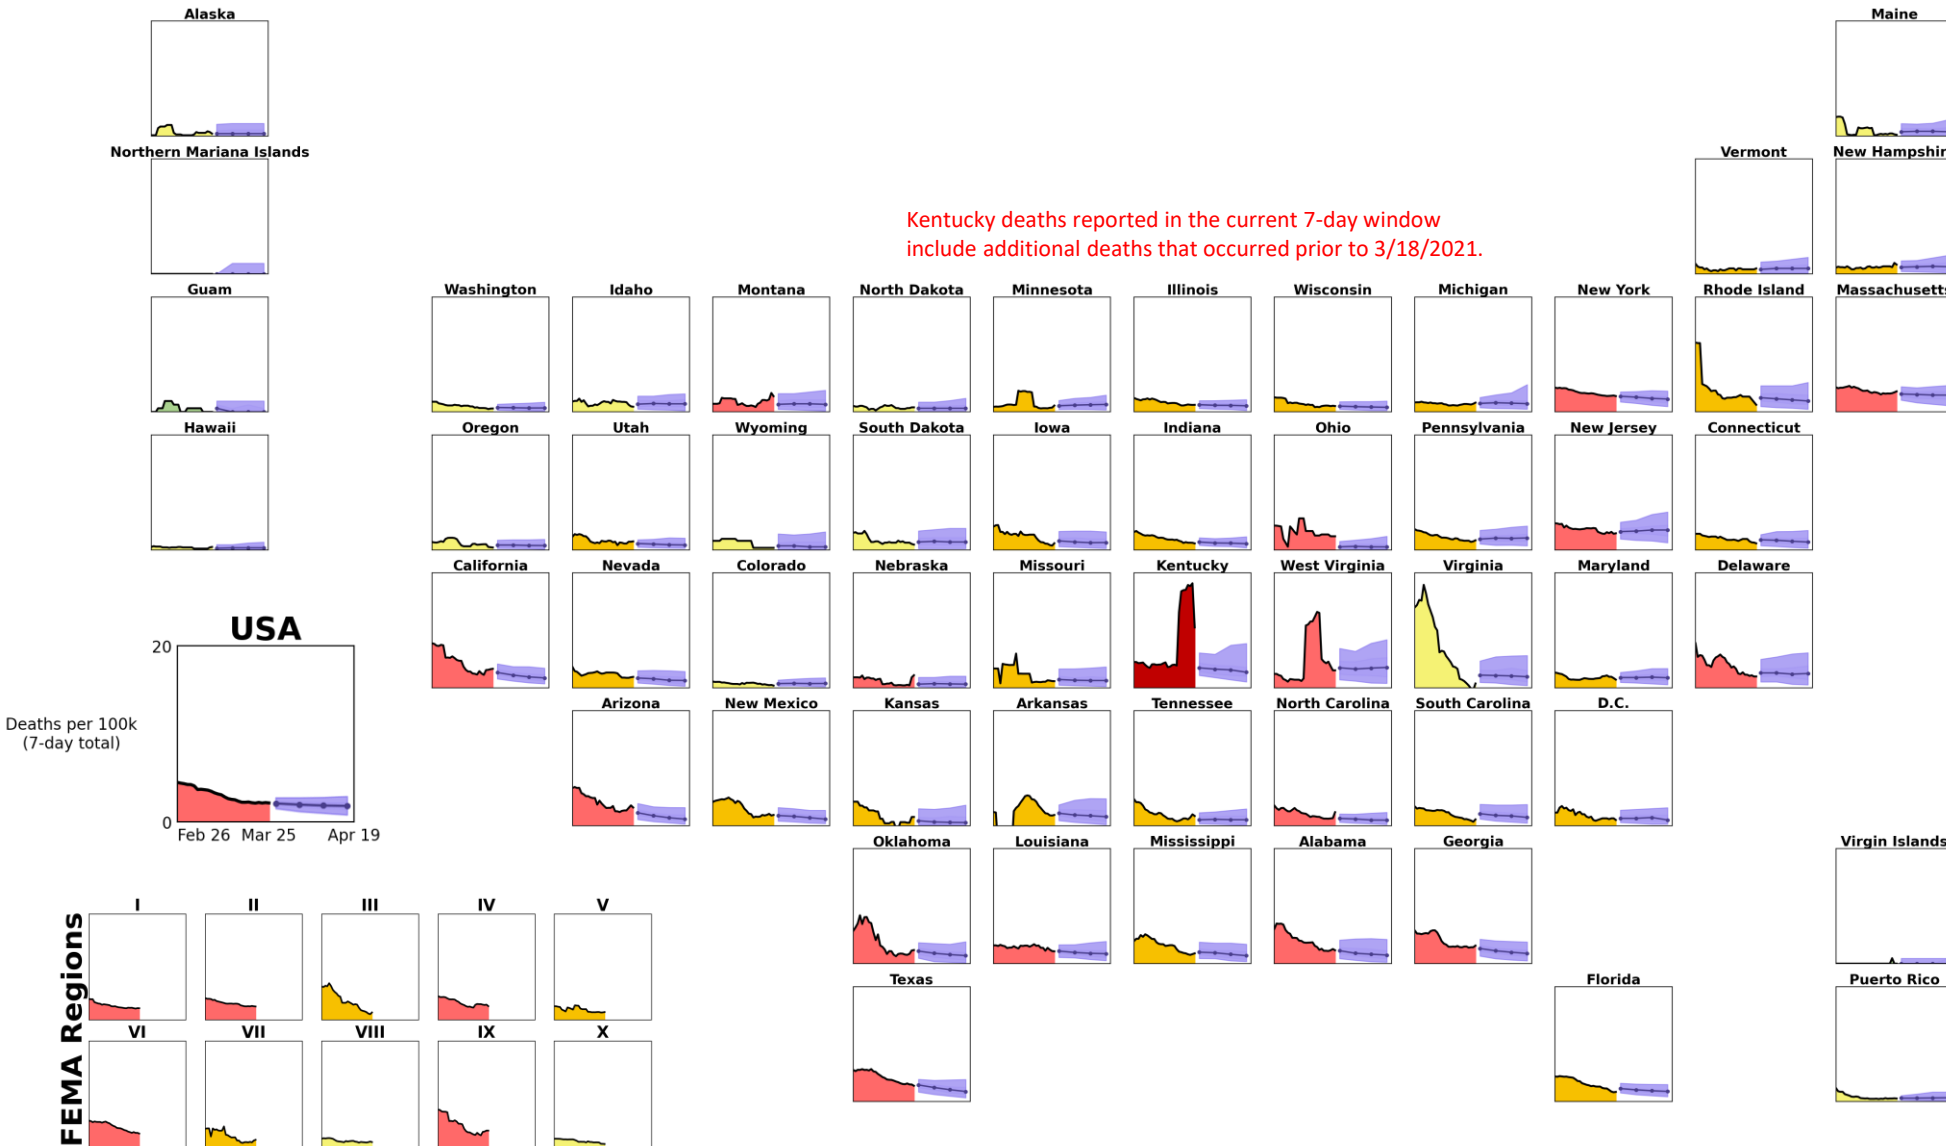 Alaska
Maine
Northern Mariana Islands
Vermont
New Hampshir
Kentucky deaths reported in the current 7-day window
include additional deaths that occurred prior to 3/18/2021.
Guam
Washington
Idaho
Montana
North Dakota
Minnesota
Illinois
Wisconsin
Michigan
New York
Rhode Island
Massachusetts
Hawaii
Oregon
Utah
Wyoming
South Dakota
Iowa
Indiana
Ohio
Pennsylvania
New Jersey
Connecticut
California
Nevada
Colorado
Nebraska
Missouri
Kentucky
West Virginia
Virginia
Maryland
Delaware
USA
20
Deaths per 100k
(7-day total)
0
Feb 26 Mar 25 Apr 19
Arizona
New Mexico
Kansas
Arkansas
Tennessee
North Carolina
South Carolina
D.C.
Oklahoma
Louisiana
Mississippi
Alabama
Georgia
Virgin Islands
Texas
Florida
Puerto Rico
FEMA Regions
I
II
III
IV
V
VI
VII
VIII
IX
X